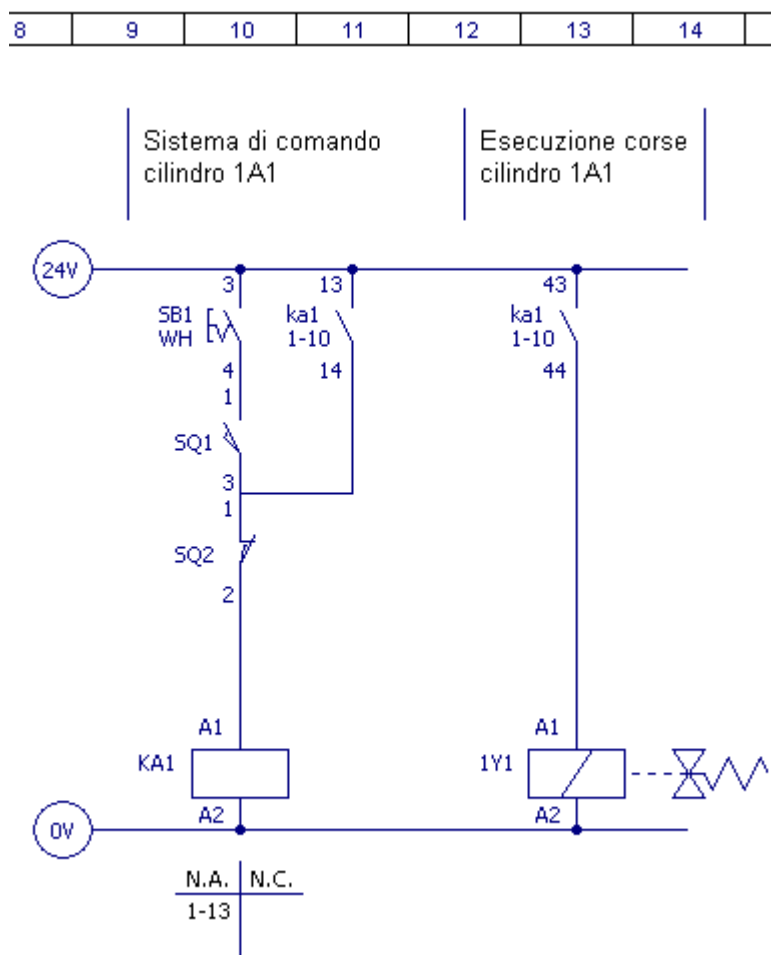 8 9 10 11 12 13 14
Sistema di comando
cilindro 1A1
Esecuzione corse
cilindro 1A1
24V
3 13 43
SB1
WH
ka1
1-10
ka1
1-10
4 14 44
1
SQ1
3
1
SQ2
2
A1 A1
KA1 1Y1
A2 A2
0V
N.A. N.C.
1-13